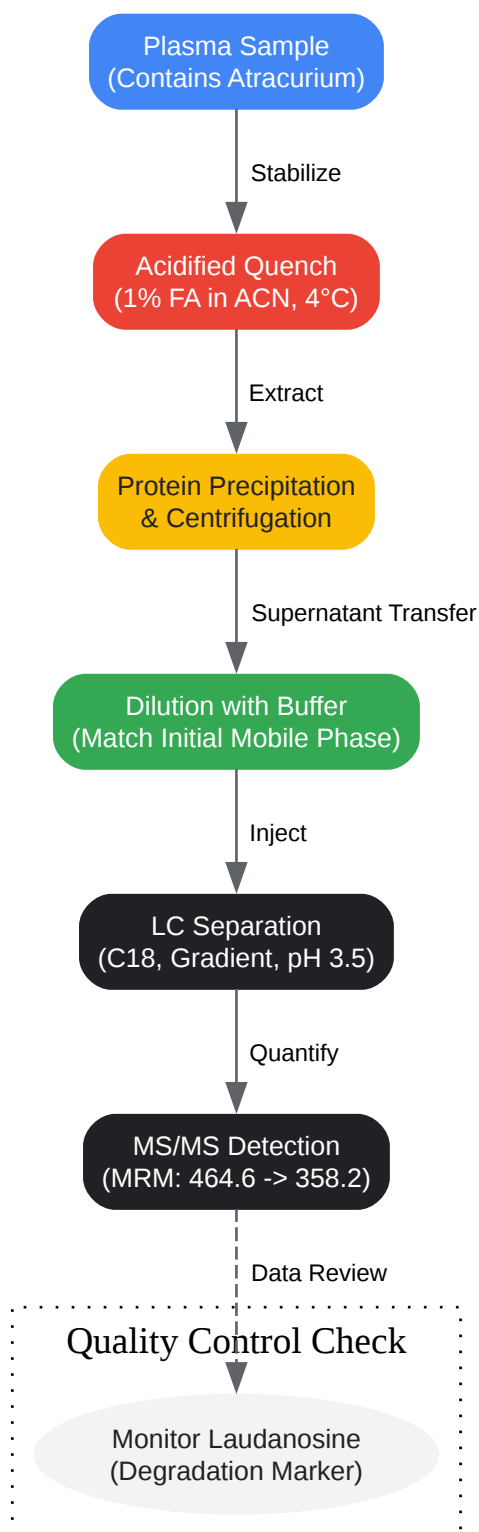 Plasma Sample
(Contains Atracurium)
Stabilize
Acidified Quench
(1% FA in ACN, 4°C)
Extract
Protein Precipitation
& Centrifugation
Supernatant Transfer
Dilution with Buffer
(Match Initial Mobile Phase)
Inject
LC Separation
(C18, Gradient, pH 3.5)
Quantify
MS/MS Detection
(MRM: 464.6 -> 358.2)
Data Review
Quality Control Check
Monitor Laudanosine
(Degradation Marker)